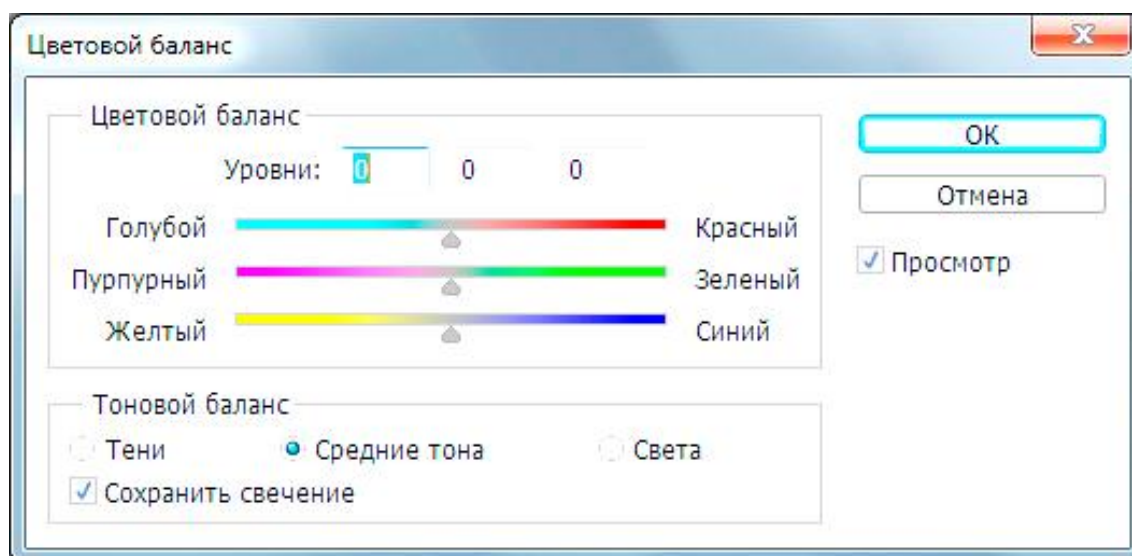 Цветовой баланс
Цветовой баланс
Уровни: 0 0 0
Голубой Красный
Пурпурный Зеленый
Желтый Синий
Тоновой баланс
Тени Средние тона Света
Сохранить свечение
ОК
Отмена
Просмотр